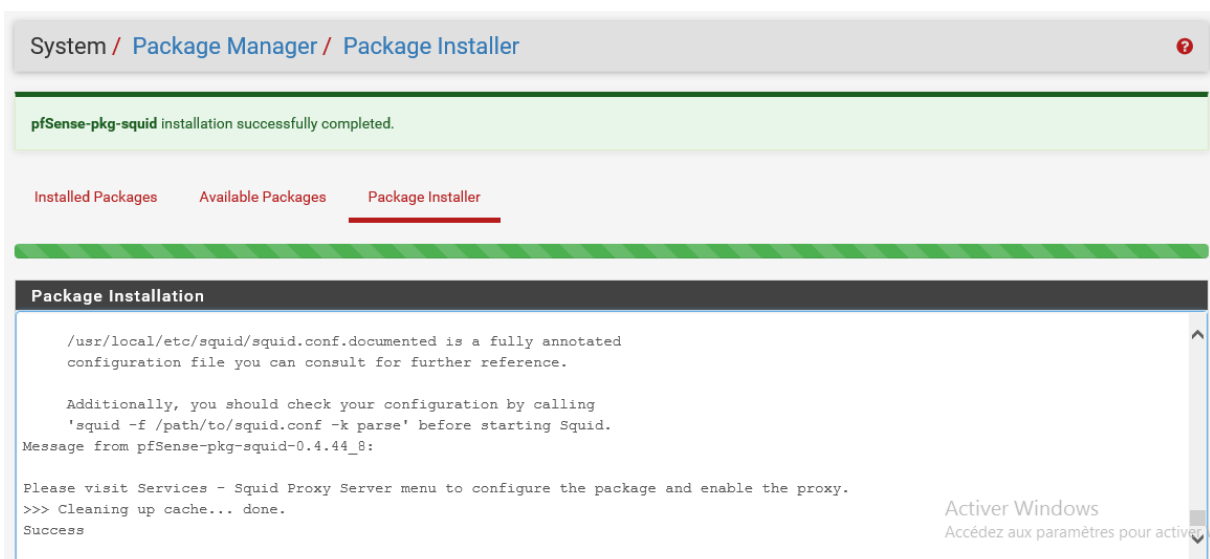 System / Package Manager / Package Installer
pfSense-pkg-squid installation successfully completed.
Installed Packages Available Packages Package Installer
Package Installation
/usr/local/etc/squid/squid.conf.documented is a fully annotated
configuration file you can consult for further reference.
Additionally, you should check your configuration by calling
'squid -f /path/to/squid.conf -k parse' before starting Squid.
Message from pfSense-pkg-squid-0.4.44_8:
Please visit Services - Squid Proxy Server menu to configure the package and enable the proxy.
>>> Cleaning up cache... done.
Success
Activer Windows
Accédez aux paramètres pour activer